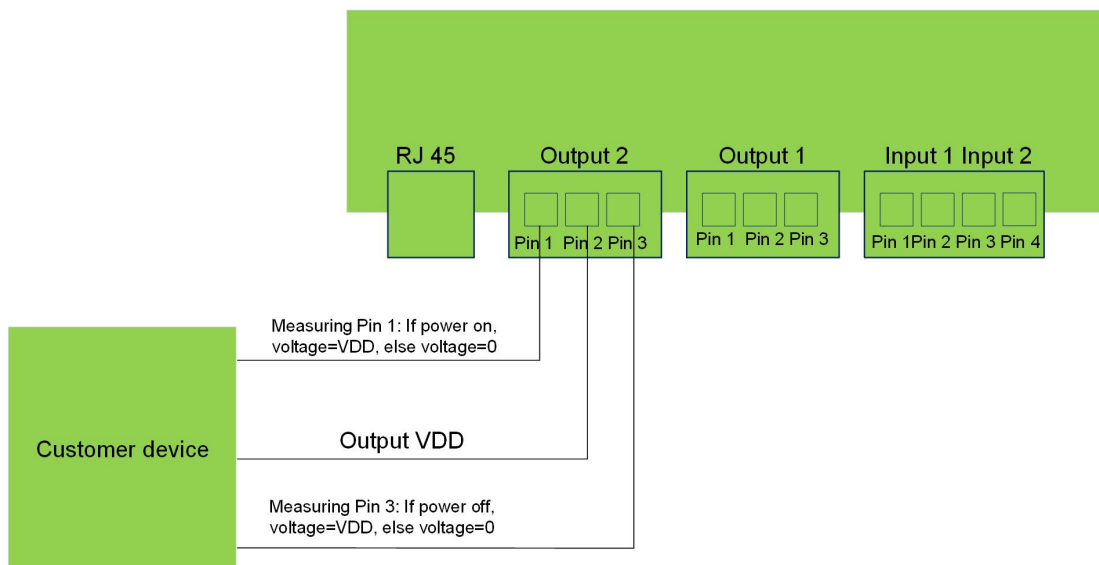 RJ 45
Output 2
Output 1
Input 1 Input 2
Pin 1
Pin 2
Pin 3
Pin 1
Pin 2
Pin 3
Pin 1
Pin 2
Pin 3
Pin 4
Measuring Pin 1: If power on,
voltage=VDD, else voltage=0
Customer device
Output VDD
Measuring Pin 3: If power off,
voltage=VDD, else voltage=0